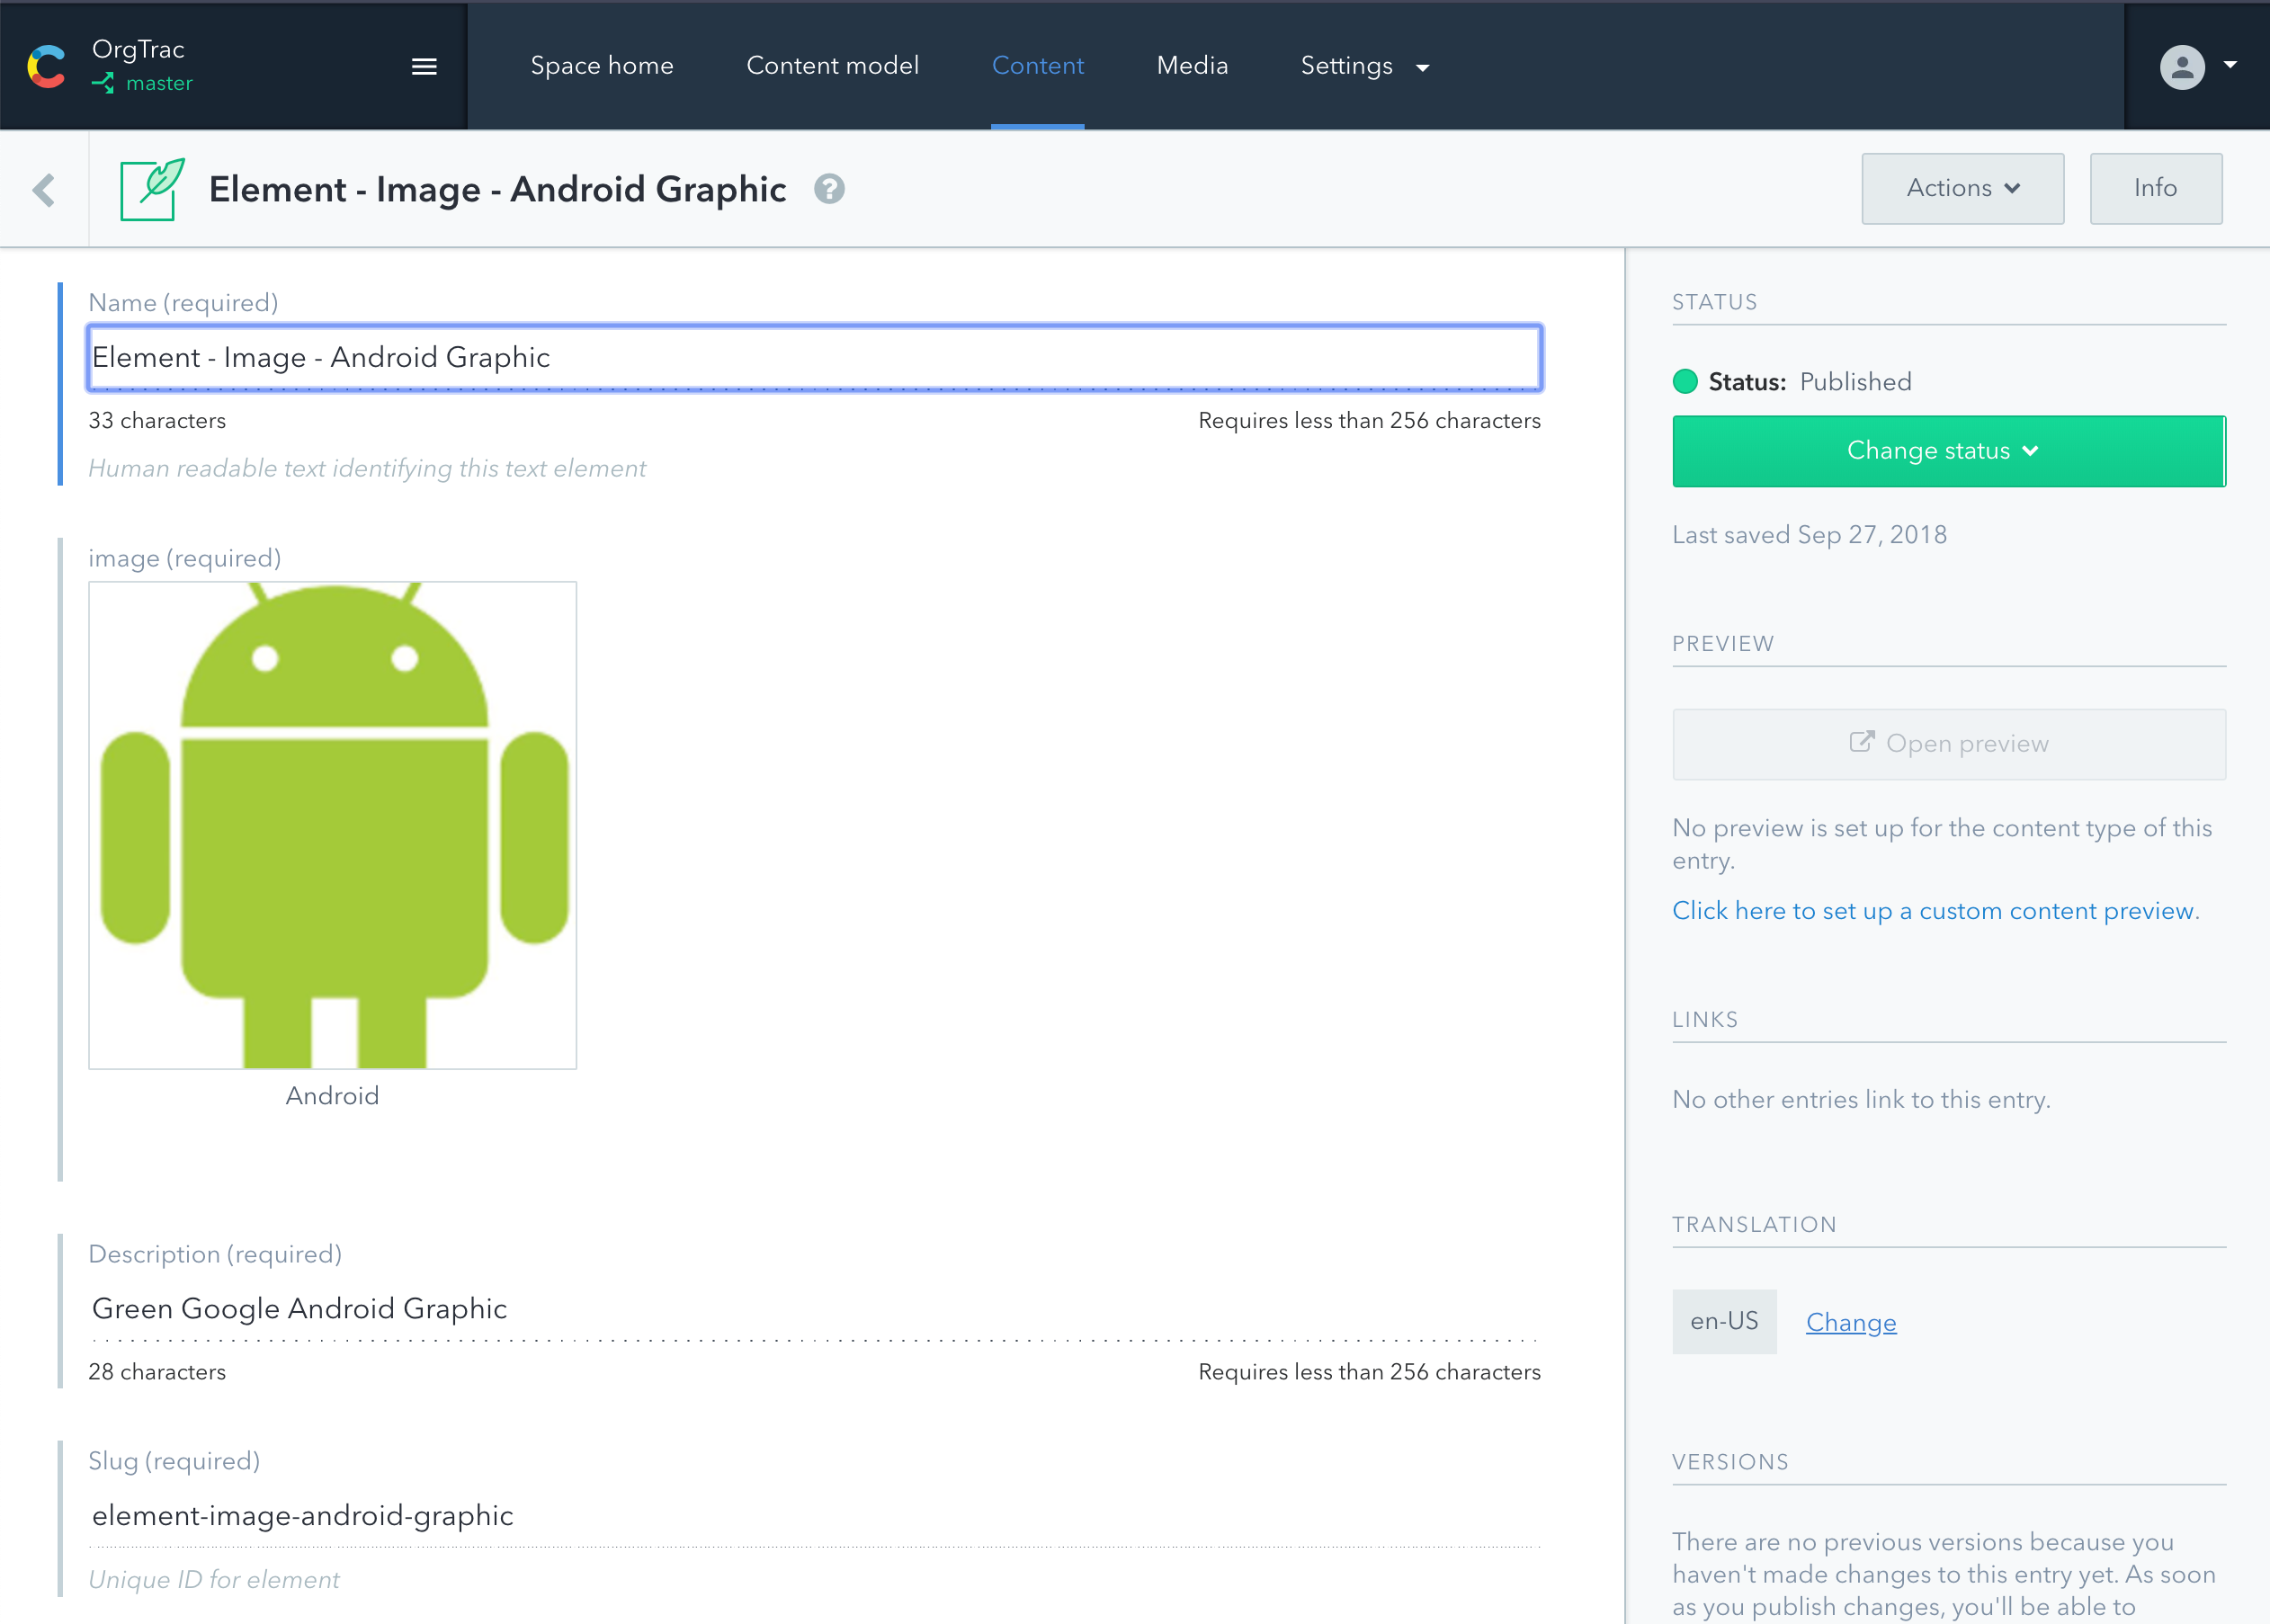 OrgTrac
master
Space home
Content model
Content
Media
Settings
Element - Image - Android Graphic
?
Actions
Info
Name (required)
Element - Image - Android Graphic
33 characters
Requires less than 256 characters
Human readable text identifying this text element
image (required)
Android
Description (required)
Green Google Android Graphic
28 characters
Requires less than 256 characters
Slug (required)
element-image-android-graphic
Unique ID for element
STATUS
Status: Published
Change status
Last saved Sep 27, 2018
PREVIEW
Open preview
No preview is set up for the content type of this
entry.
Click here to set up a custom content preview.
LINKS
No other entries link to this entry.
TRANSLATION
en-US
Change
VERSIONS
There are no previous versions because you
haven't made changes to this entry yet. As soon
as you publish changes, you'll be able to